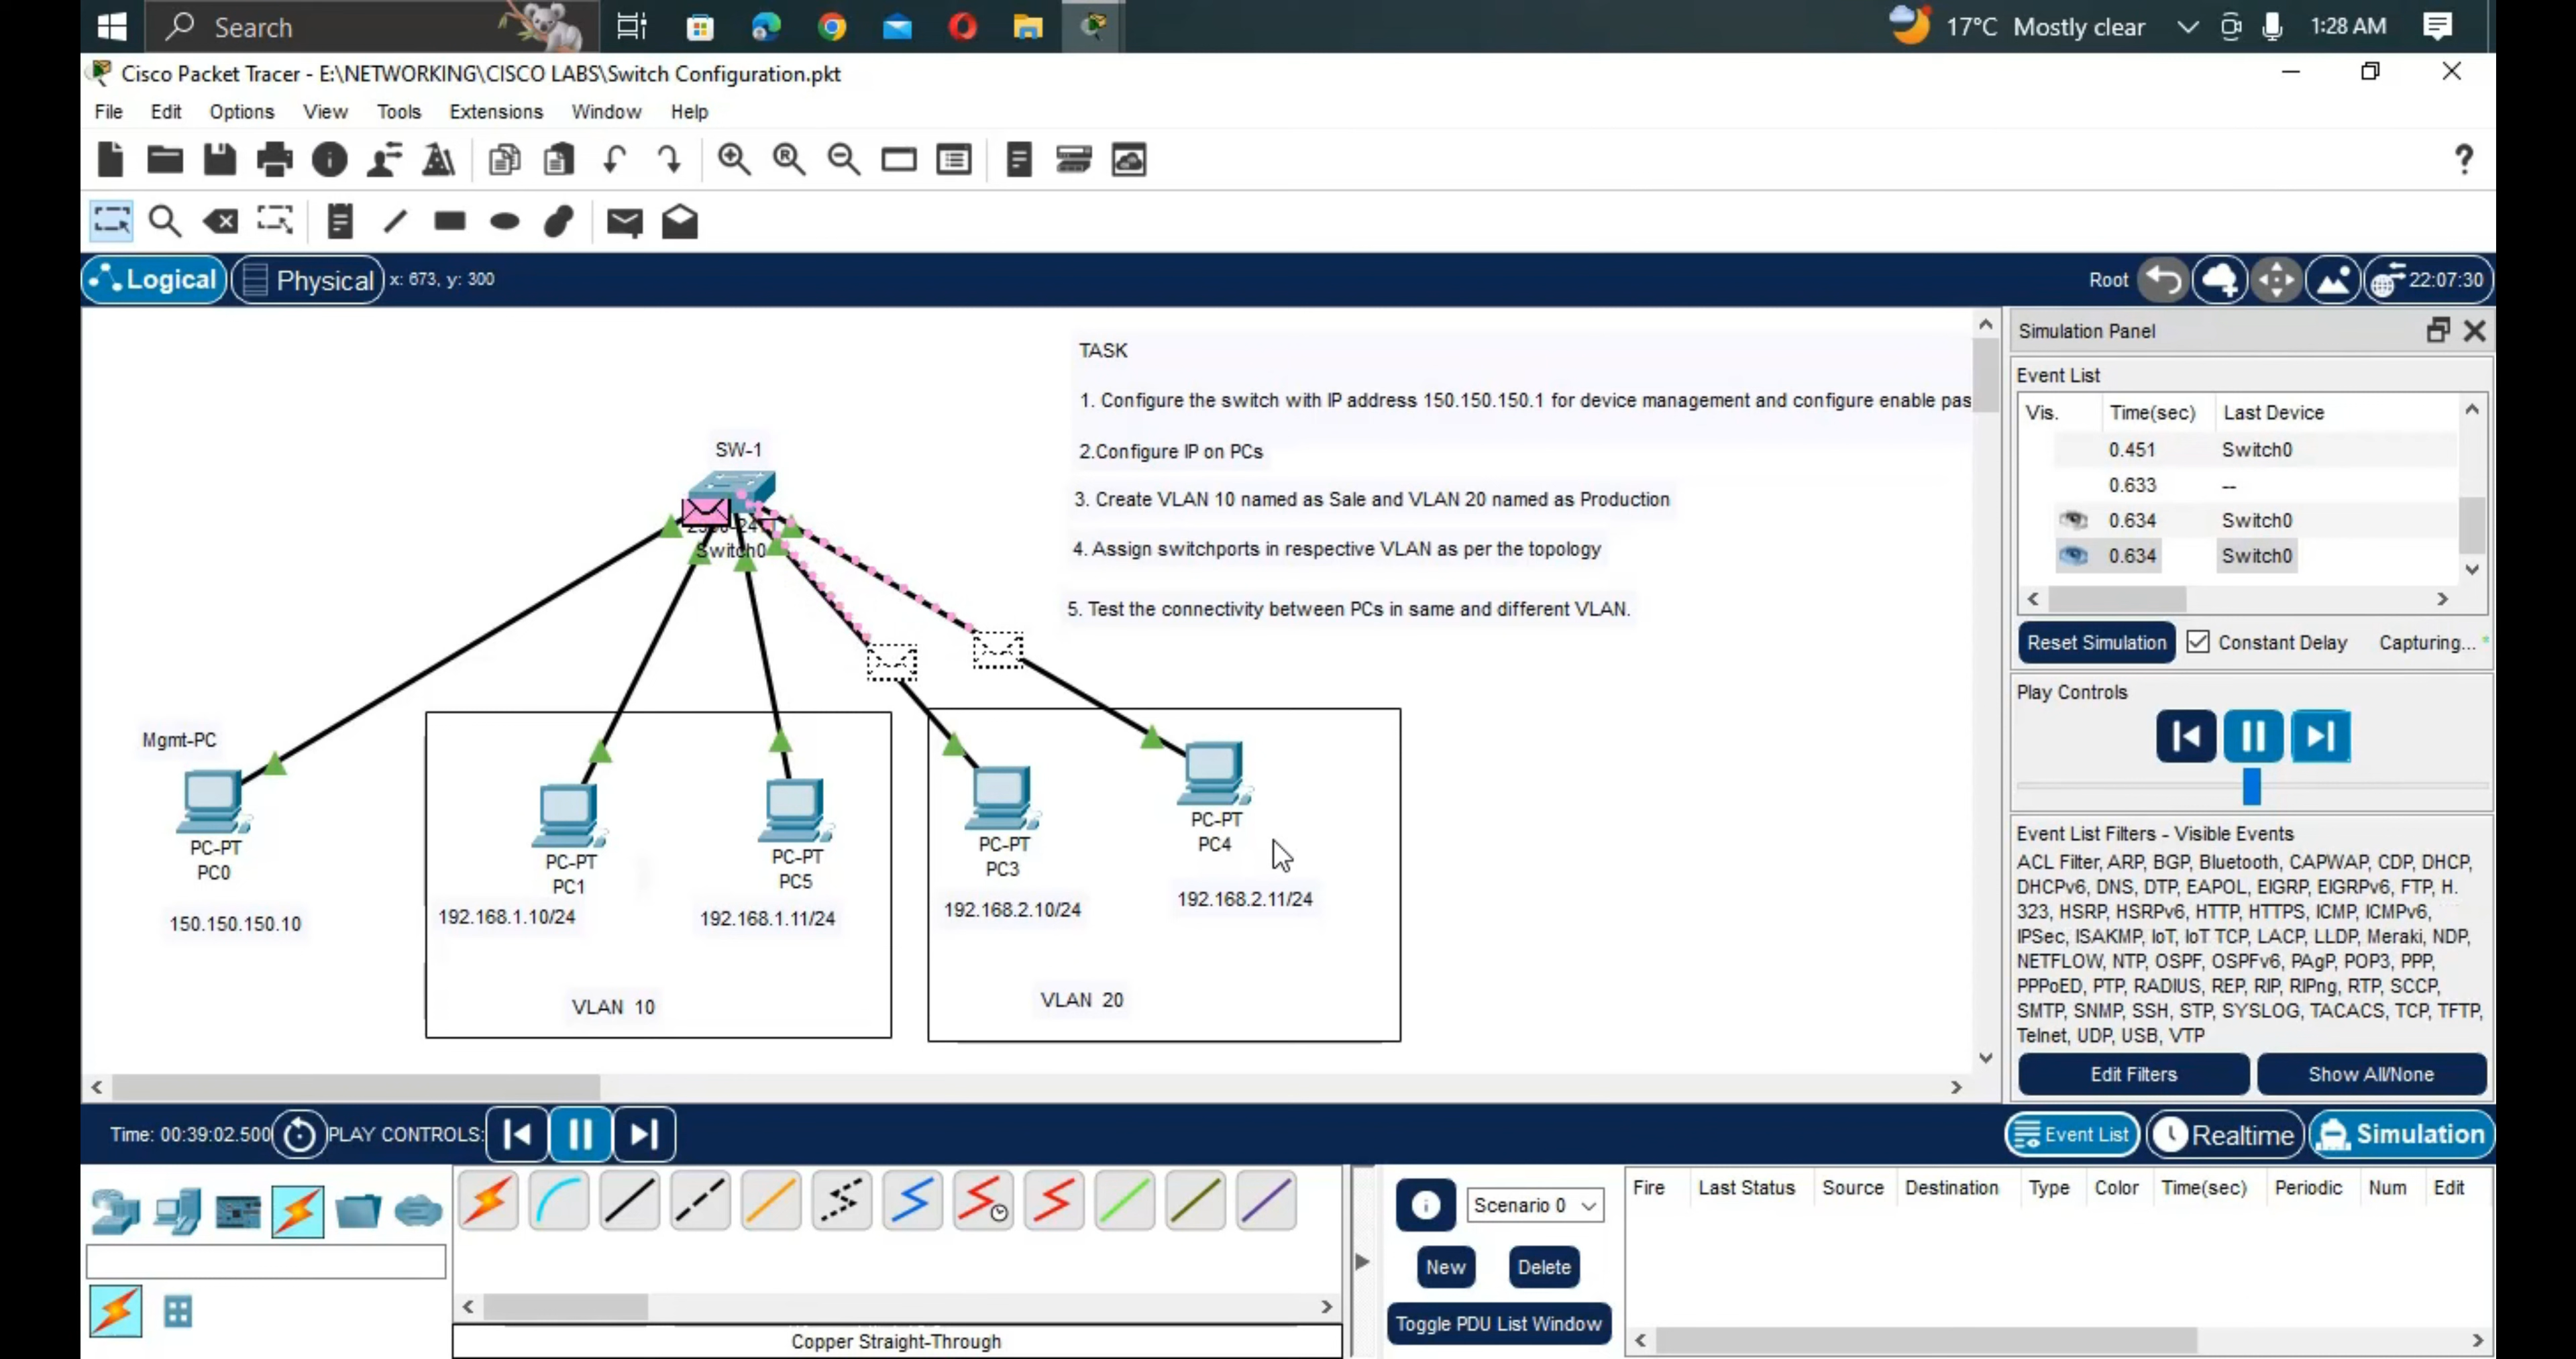 Search
17°C Mostly clear
1:28 AM
Cisco Packet Tracer - E:\NETWORKING\CISCO LABS\Switch Configuration.pkt
File Edit Options View Tools Extensions Window Help
Logical
Physical
x: 673, y: 300
Root
22:07:30
TASK
1. Configure the switch with IP address 150.150.150.1 for device management and configure enable pas
2.Configure IP on PCs
3. Create VLAN 10 named as Sale and VLAN 20 named as Production
4. Assign switchports in respective VLAN as per the topology
5. Test the connectivity between PCs in same and different VLAN.
SW-1
Switch0
Mgmt-PC
PC-PT
PC0
150.150.150.10
PC-PT
PC1
192.168.1.10/24
PC-PT
PC5
192.168.1.11/24
VLAN 10
PC-PT
PC3
192.168.2.10/24
PC-PT
PC4
192.168.2.11/24
VLAN 20
Simulation Panel
Event List
Vis. Time(sec) Last Device
0.451 Switch0
0.633 --
0.634 Switch0
0.634 Switch0
Reset Simulation
Constant Delay
Capturing... *
Play Controls
Event List Filters - Visible Events
ACL Filter, ARP, BGP, Bluetooth, CAPWAP, CDP, DHCP,
DHCPv6, DNS, DTP, EAPOL, EIGRP, EIGRPv6, FTP, H.
323, HSRP, HSRPv6, HTTP, HTTPS, ICMP, ICMPv6,
IPSec, ISAKMP, IoT, IoT TCP, LACP, LLDP, Meraki, NDP,
NETFLOW, NTP, OSPF, OSPFv6, PAgP, POP3, PPP,
PPPoED, PTP, RADIUS, REP, RIP, RIPng, RTP, SCCP,
SMTP, SNMP, SSH, STP, SYSLOG, TACACS, TCP, TFTP,
Telnet, UDP, USB, VTP
Edit Filters
Show All/None
Time: 00:39:02.500
PLAY CONTROLS:
Event List
Realtime
Simulation
Scenario 0
New
Delete
Toggle PDU List Window
Fire Last Status Source Destination Type Color Time(sec) Periodic Num Edit
Copper Straight-Through